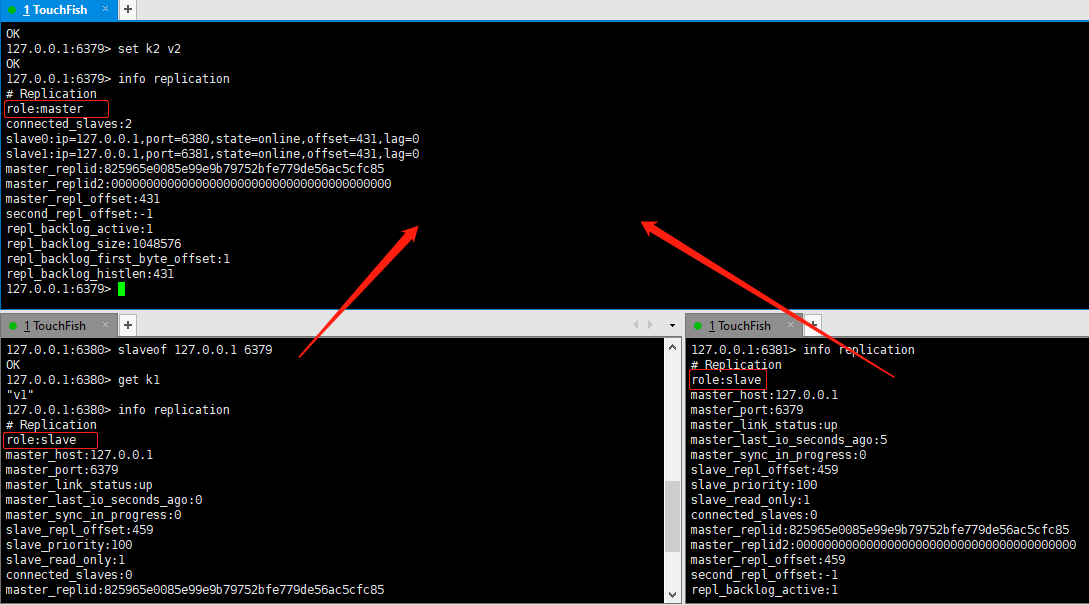 1 TouchFish × +
OK
127.0.0.1:6379> set k2 v2
OK
127.0.0.1:6379> info replication
# Replication
role:master
connected_slaves:2
slave0:ip=127.0.0.1,port=6380,state=online,offset=431,lag=0
slave1:ip=127.0.0.1,port=6381,state=online,offset=431,lag=0
master_replid:825965e0085e99e9b79752bfe779de56ac5cfc85
master_replid2:0000000000000000000000000000000000000000
master_repl_offset:431
second_repl_offset:-1
repl_backlog_active:1
repl_backlog_size:1048576
repl_backlog_first_byte_offset:1
repl_backlog_histlen:431
127.0.0.1:6379>
1 TouchFish × +
127.0.0.1:6380> slaveof 127.0.0.1 6379
OK
127.0.0.1:6380> get k1
"v1"
127.0.0.1:6380> info replication
# Replication
role:slave
master_host:127.0.0.1
master_port:6379
master_link_status:up
master_last_io_seconds_ago:0
master_sync_in_progress:0
slave_repl_offset:459
slave_priority:100
slave_read_only:1
connected_slaves:0
master_replid:825965e0085e99e9b79752bfe779de56ac5cfc85
1 TouchFish × +
127.0.0.1:6381> info replication
# Replication
role:slave
master_host:127.0.0.1
master_port:6379
master_link_status:up
master_last_io_seconds_ago:5
master_sync_in_progress:0
slave_repl_offset:459
slave_priority:100
slave_read_only:1
connected_slaves:0
master_replid:825965e0085e99e9b79752bfe779de56ac5cfc85
master_replid2:0000000000000000000000000000000000000000
master_repl_offset:459
second_repl_offset:-1
repl_backlog_active:1